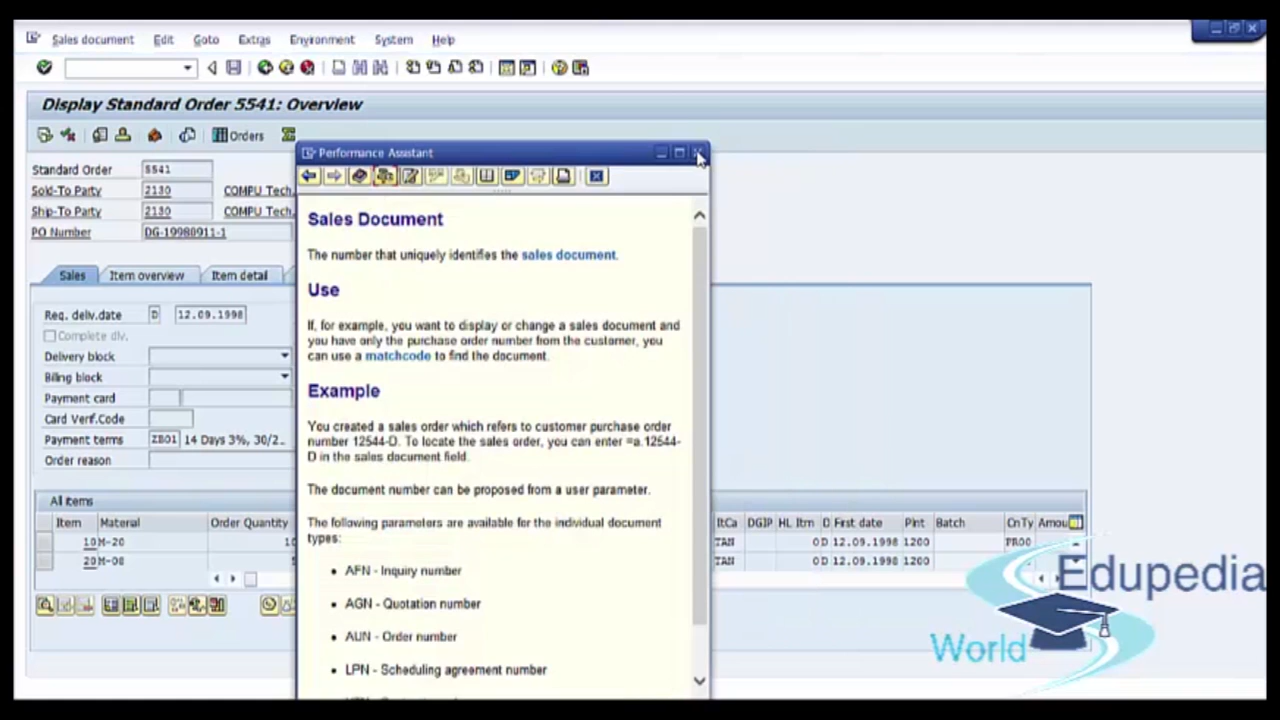 Sales document Edit Goto Extras Environment System Help
Display Standard Order 5541: Overview
Orders
Performance Assistant
Standard Order 5541
Sold-To Party 2130 COMPU Tech.
Ship-To Party 2130 COMPU Tech.
PO Number DG-19980911-1
Sales Item overview Item detail
Req. deliv.date D 12.09.1998
Complete dlv.
Delivery block
Billing block
Payment card
Card Verf.Code
Payment terms ZB01 14 Days 3%, 30/2...
Order reason
Sales Document
The number that uniquely identifies the sales document.
Use
If, for example, you want to display or change a sales document and
you have only the purchase order number from the customer, you
can use a matchcode to find the document.
Example
You created a sales order which refers to customer purchase order
number 12544-D. To locate the sales order, you can enter =a.12544-
D in the sales document field.
The document number can be proposed from a user parameter.
The following parameters are available for the individual document
types:
• AFN - Inquiry number
• AGN - Quotation number
• AUN - Order number
• LPN - Scheduling agreement number
All items
Item Material Order Quantity ItCa DGIP HL Itm D First date Plnt Batch CnTy Amou
10 M-20 10 TAN 0 D 12.09.1998 1200 PR00
20 M-08 TAN 0 D 12.09.1998 1200
Edupedia
World